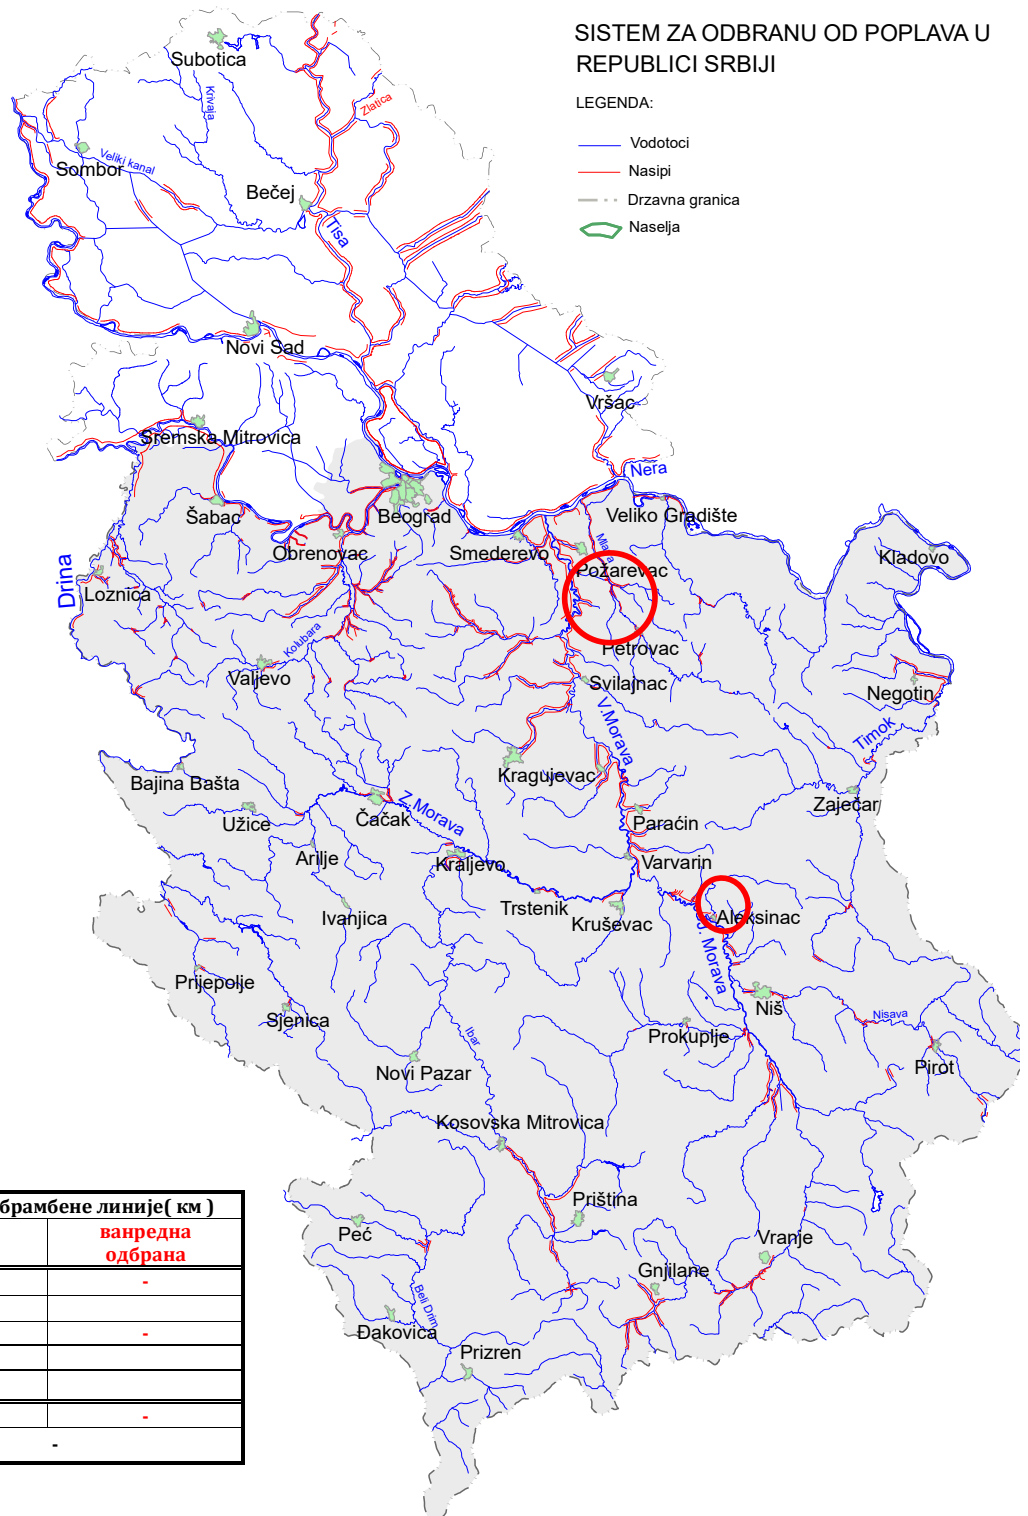 SISTEM ZA ODBRANU OD POPLAVA U
REPUBLICI SRBIJI
LEGENDA:
Vodotoci
Nasipi
Drzavna granica
Naselja
Subotica
Krivaja
Zlatica
Sombor
Veliki kanal
Bečej
Tisa
Novi Sad
Vršac
Sremska Mitrovica
Nera
Šabac
Beograd
Veliko Gradište
Obrenovac
Smederevo
Kladovo
Drina
Loznica
Požarevac
Kolubara
Petrovac
Valjevo
Svilajnac
Negotin
V.Morava
Timok
Bajina Bašta
Kragujevac
Užice
Čačak
Z.Morava
Zaječar
Paraćin
Arilje
Kraljevo
Varvarin
Ivanjica
Trstenik
Kruševac
Aleksinac
J. Morava
Prijepolje
Sjenica
Niš
Nisava
Ibar
Prokuplje
Novi Pazar
Pirot
Kosovska Mitrovica
Priština
Peć
Vranje
Gnjilane
Beli Drim
Đakovica
Prizren
брамбене линије( км )
ванредна
одбрана
-
-
-
-